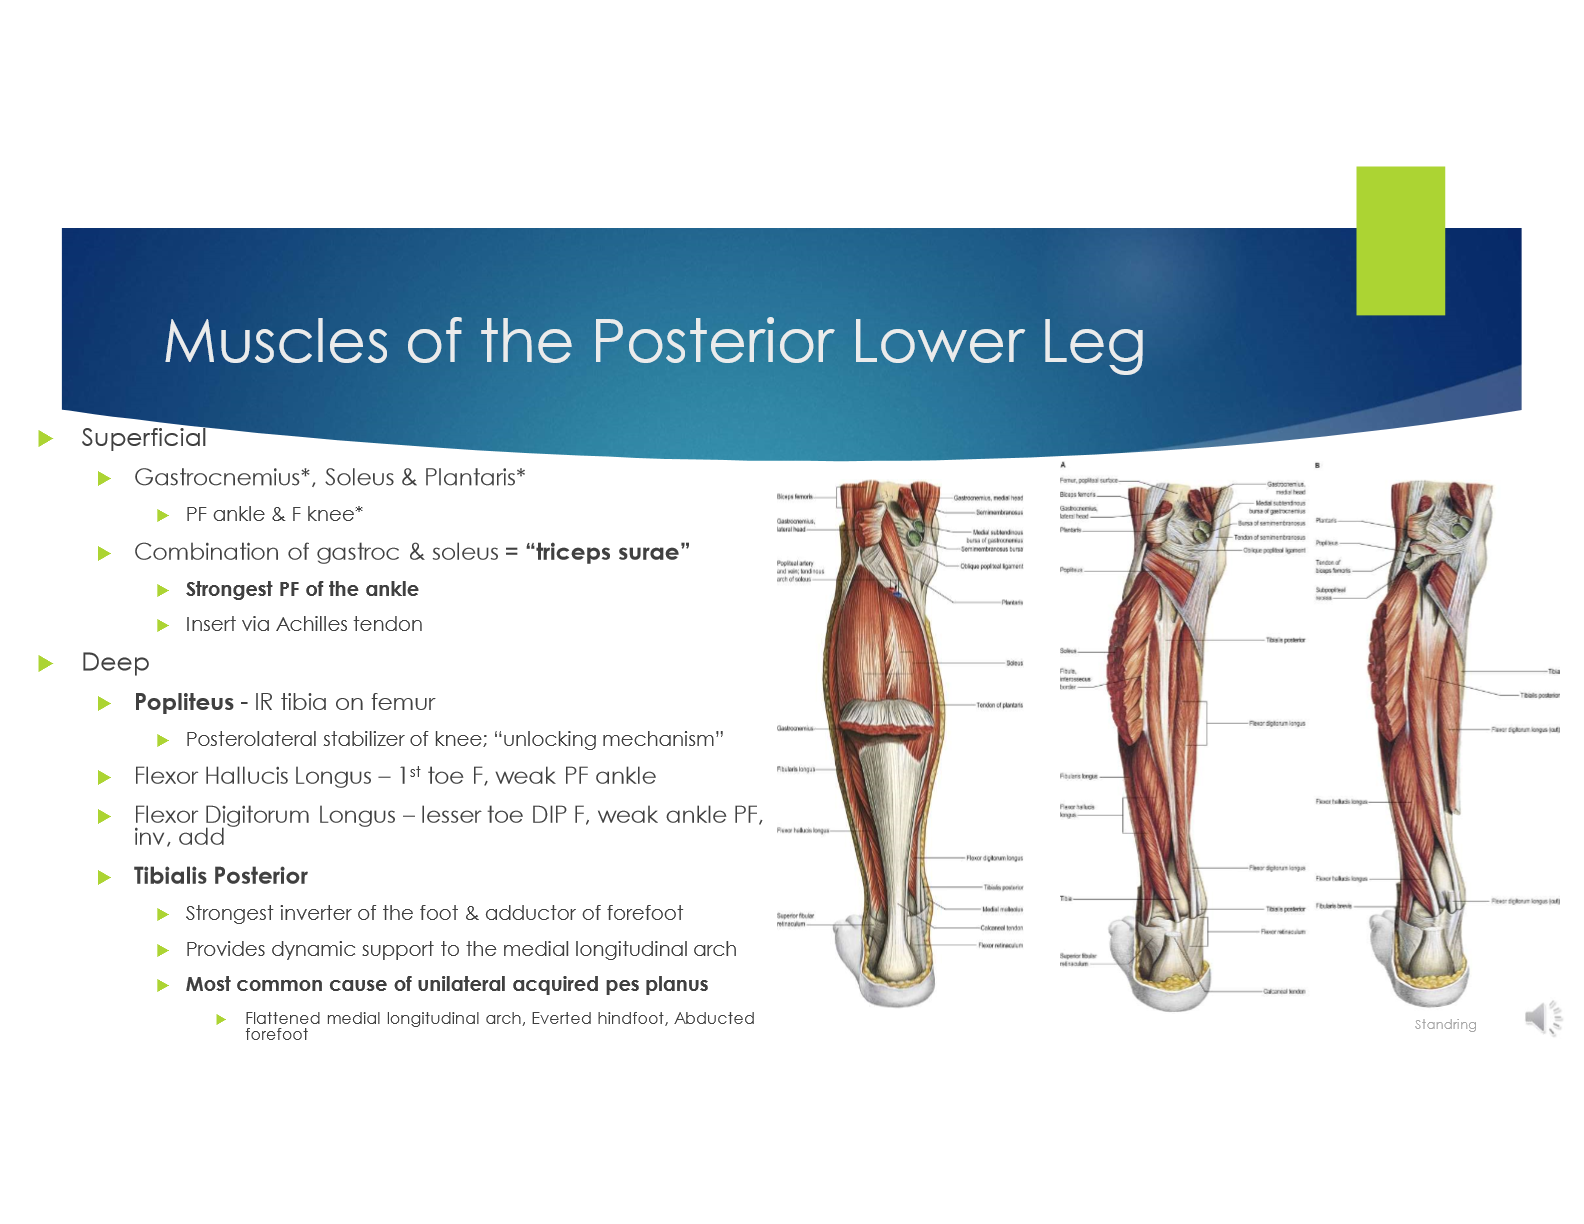 Muscles of the Posterior Lower Leg
Superficial
Gastrocnemius*, Soleus & Plantaris*
PF ankle & F knee*
Combination of gastroc & soleus = “triceps surae”
Strongest PF of the ankle
Insert via Achilles tendon
Deep
Popliteus - IR tibia on femur
Posterolateral stabilizer of knee; “unlocking mechanism”
Flexor Hallucis Longus – 1st toe F, weak PF ankle
Flexor Digitorum Longus – lesser toe DIP F, weak ankle PF,
inv, add
Tibialis Posterior
Strongest inverter of the foot & adductor of forefoot
Provides dynamic support to the medial longitudinal arch
Most common cause of unilateral acquired pes planus
Flattened medial longitudinal arch, Everted hindfoot, Abducted
forefoot
Biceps femoris
Gastrocnemius,
lateral head
Popliteal artery
and vein; tendinous
arch of soleus
Gastrocnemius
Fibularis longus
Flexor hallucis longus
Superior fibular
retinaculum
Gastrocnemius, medial head
Semimembranosus
Medial subtendinous
bursa of gastrocnemius
Semimembranosus bursa
Oblique popliteal ligament
Plantaris
Soleus
Tendon of plantaris
Flexor digitorum longus
Tibialis posterior
Medial malleolus
Calcaneal tendon
Flexor retinaculum
A
Femur, popliteal surface
Biceps femoris
Gastrocnemius,
lateral head
Plantaris
Popliteus
Soleus
Fibula,
interosseous
border
Fibularis longus
Flexor hallucis
longus
Tibia
Superior fibular
retinaculum
Gastrocnemius,
medial head
Medial subtendinous
bursa of gastrocnemius
Bursa of semimembranosus
Tendon of semimembranosus
Oblique popliteal ligament
Tibialis posterior
Flexor digitorum longus
Flexor digitorum longus
Tibialis posterior
Flexor retinaculum
Calcaneal tendon
B
Plantaris
Popliteus
Tendon of
biceps femoris
Subpopliteal
recess
Flexor hallucis longus
Flexor hallucis longus
Fibularis brevis
Tibia
Tibialis posterior
Flexor digitorum longus (cut)
Flexor digitorum longus (cut)
Standring